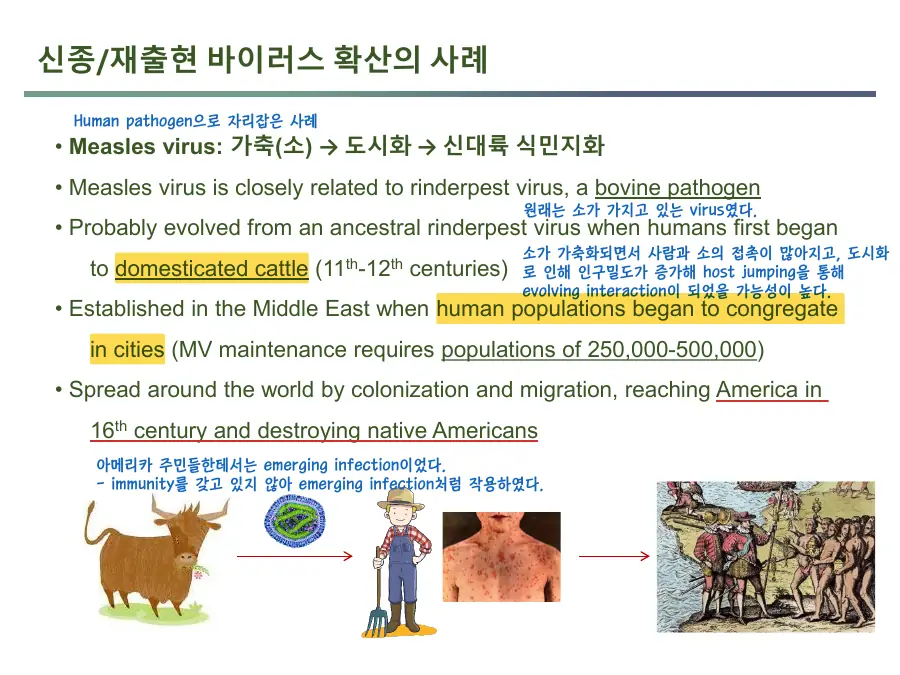 신종/재출현 바이러스 확산의 사례
Human pathogen으로 자리잡은 사례
• Measles virus: 가축(소) → 도시화 → 신대륙 식민지화
• Measles virus is closely related to rinderpest virus, a bovine pathogen
원래는 소가 가지고 있는 virus였다.
• Probably evolved from an ancestral rinderpest virus when humans first began
to domesticated cattle (11th-12th centuries)
소가 가축화되면서 사람과 소의 접촉이 많아지고, 도시화
로 인해 인구밀도가 증가해 host jumping을 통해
evolving interaction이 되었을 가능성이 높다.
• Established in the Middle East when human populations began to congregate
in cities (MV maintenance requires populations of 250,000-500,000)
• Spread around the world by colonization and migration, reaching America in
16th century and destroying native Americans
아메리카 주민들한테서는 emerging infection이었다.
- immunity를 갖고 있지 않아 emerging infection처럼 작용하였다.